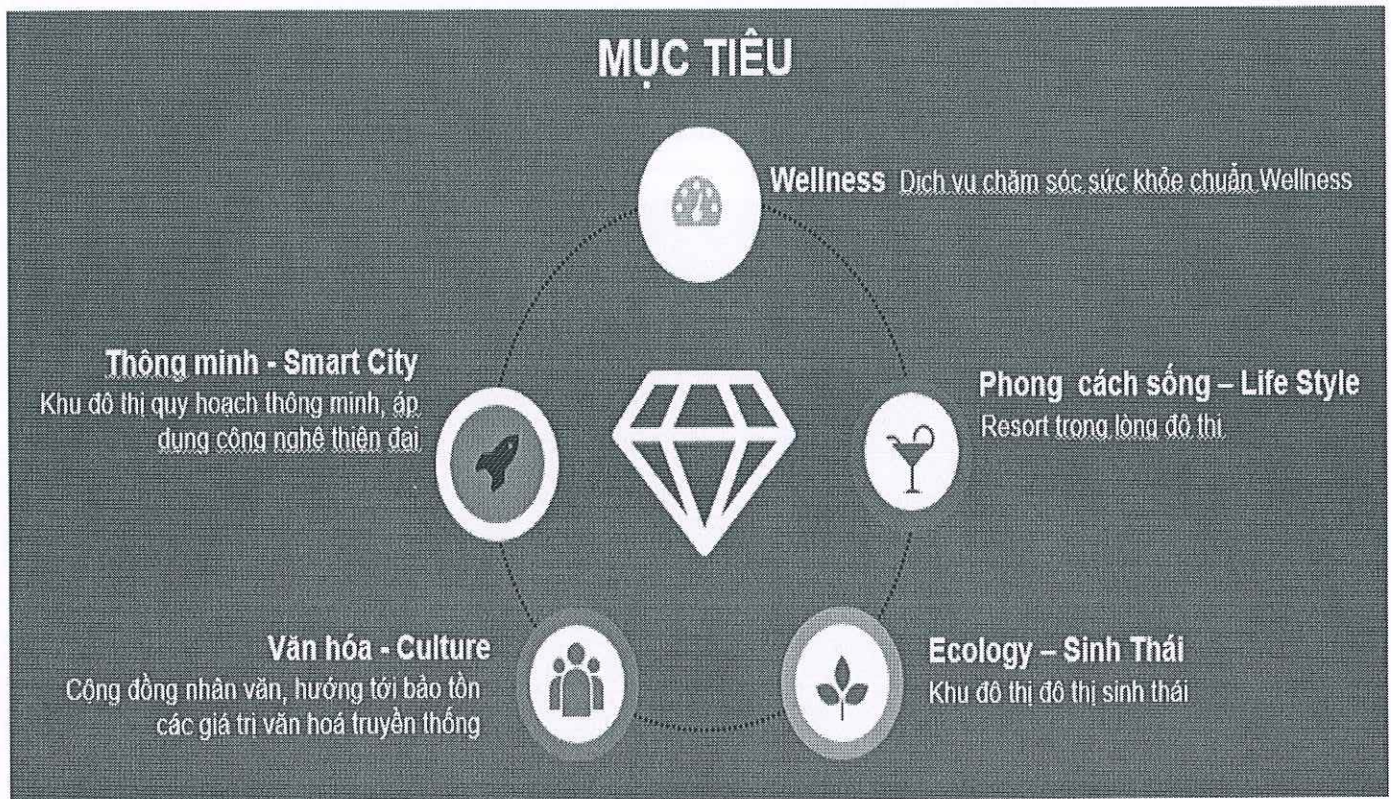 MỤC TIÊU
Wellness Dịch vụ chăm sóc sức khỏe chuẩn Wellness
Thông minh - Smart City
Khu đô thị quy hoạch thông minh, áp
dụng công nghệ thiện đại
Phong cách sống – Life Style
Resort trong lòng đô thị
Văn hóa - Culture
Cộng đồng nhân văn, hướng tới bảo tồn
các giá trị văn hoá truyền thống
Ecology – Sinh Thái
Khu đô thị đô thị sinh thái